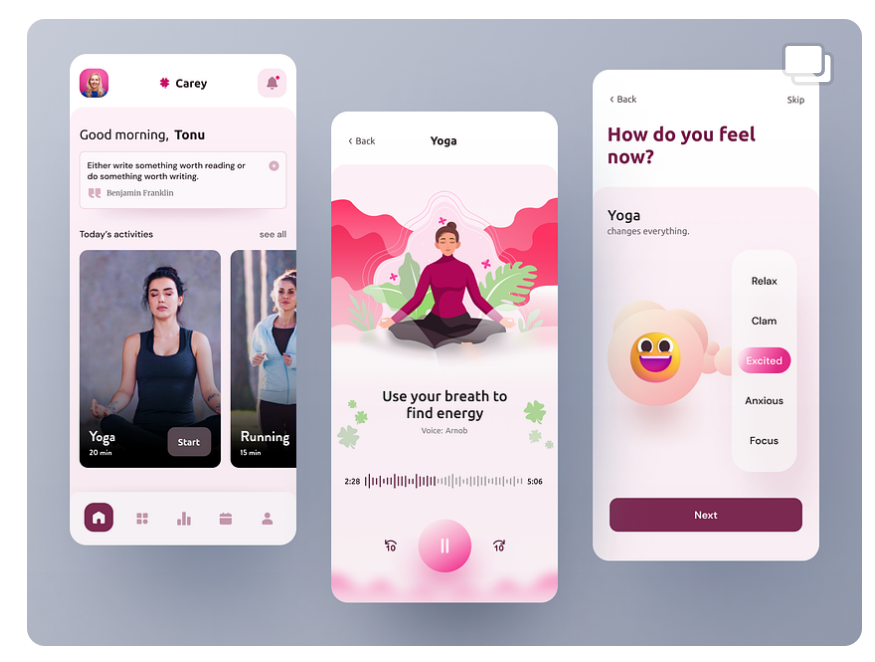 Carey
Good morning, Tonu
Either write something worth reading or
do something worth writing.
Benjamin Franklin
Today's activities
see all
Yoga
20 min
Start
Running
15 min
Back
Yoga
Use your breath to
find energy
Voice: Arnob
2:28
5:06
10
10
Back
Skip
How do you feel
now?
Yoga
changes everything.
Relax
Clam
Excited
Anxious
Focus
Next